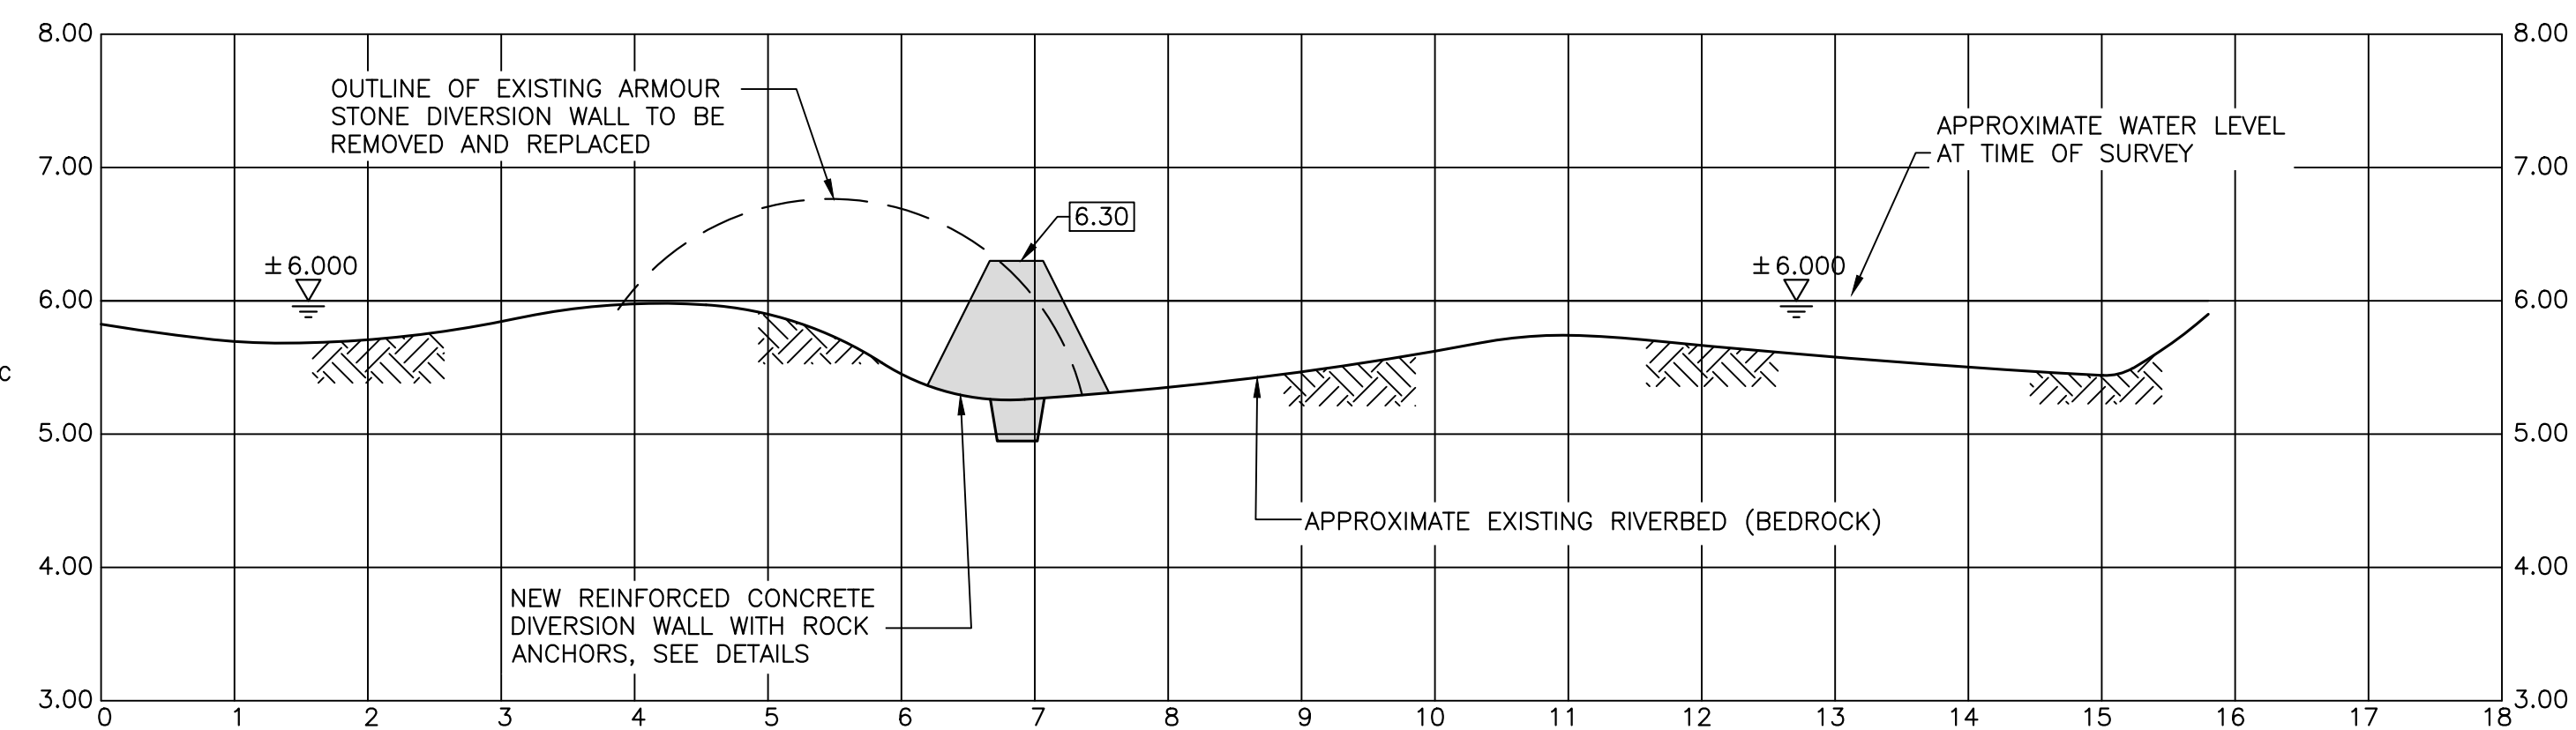 8.00
8.00
OUTLINE OF EXISTING ARMOUR
STONE DIVERSION WALL TO BE
REMOVED AND REPLACED
APPROXIMATE WATER LEVEL
AT TIME OF SURVEY
7.00
7.00
6.30
±6.000
±6.000
6.00
6.00
C
5.00
5.00
APPROXIMATE EXISTING RIVERBED (BEDROCK)
4.00
4.00
NEW REINFORCED CONCRETE
DIVERSION WALL WITH ROCK
ANCHORS, SEE DETAILS
3.00
3.00
0 1 2 3 4 5 6 7 8 9 10 11 12 13 14 15 16 17 18